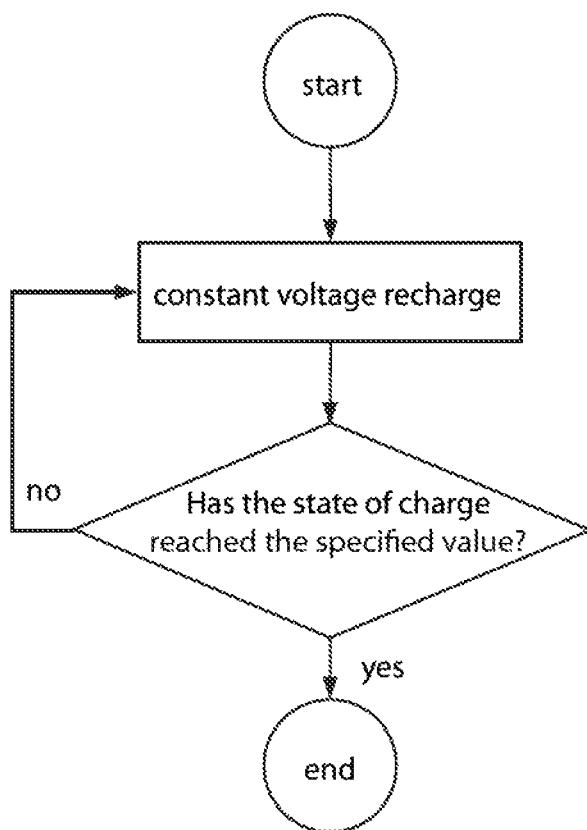 start
constant voltage recharge
no
Has the state of charge
reached the specified value?
yes
end